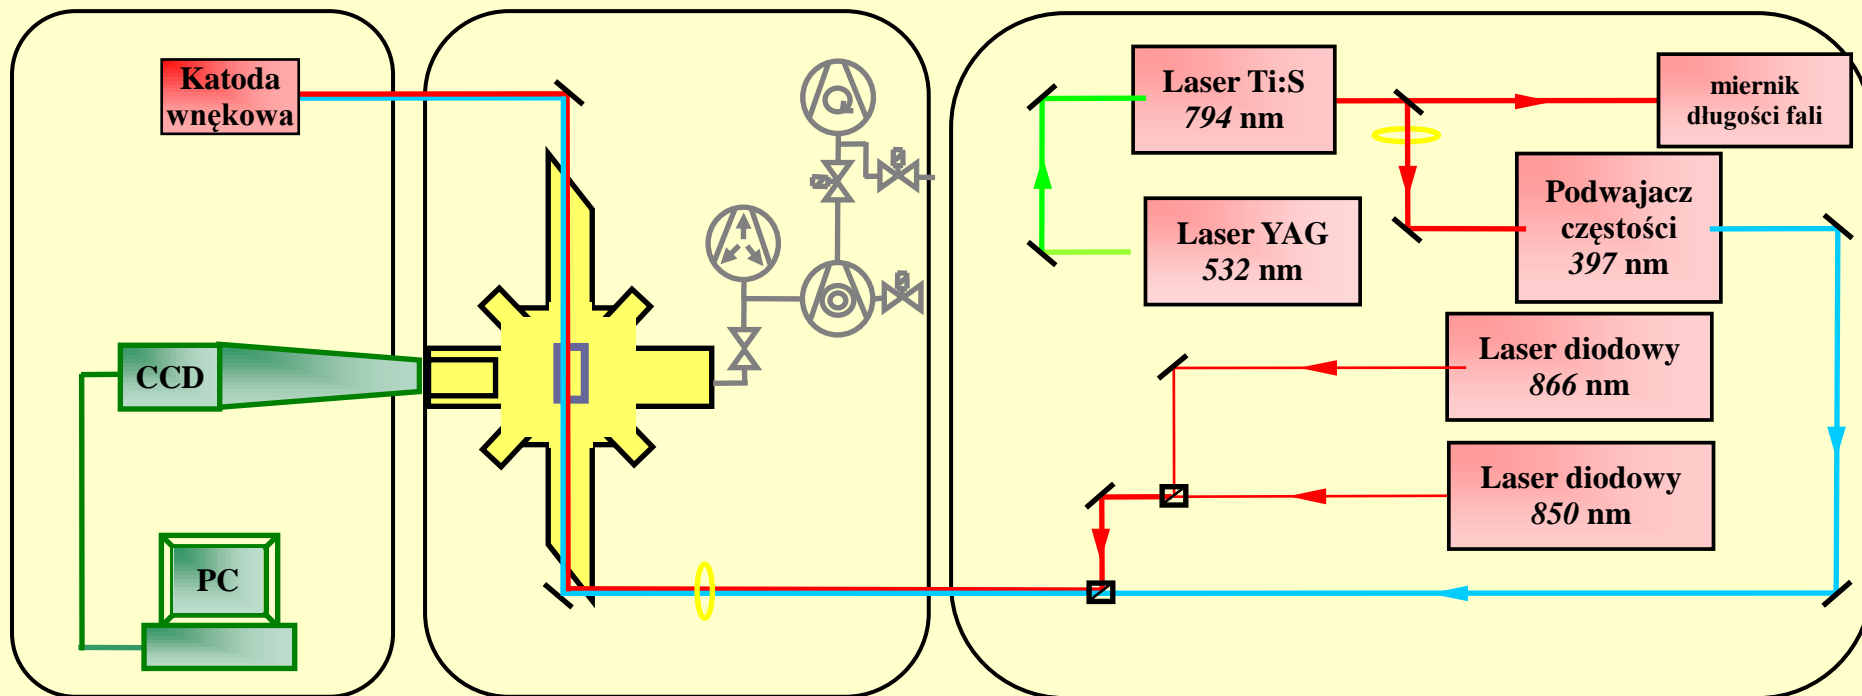 Katoda
wnękowa
CCD
PC
Laser Ti:S
794 nm
miernik
długości fali
Laser YAG
532 nm
Podwajacz
częstości
397 nm
Laser diodowy
866 nm
Laser diodowy
850 nm